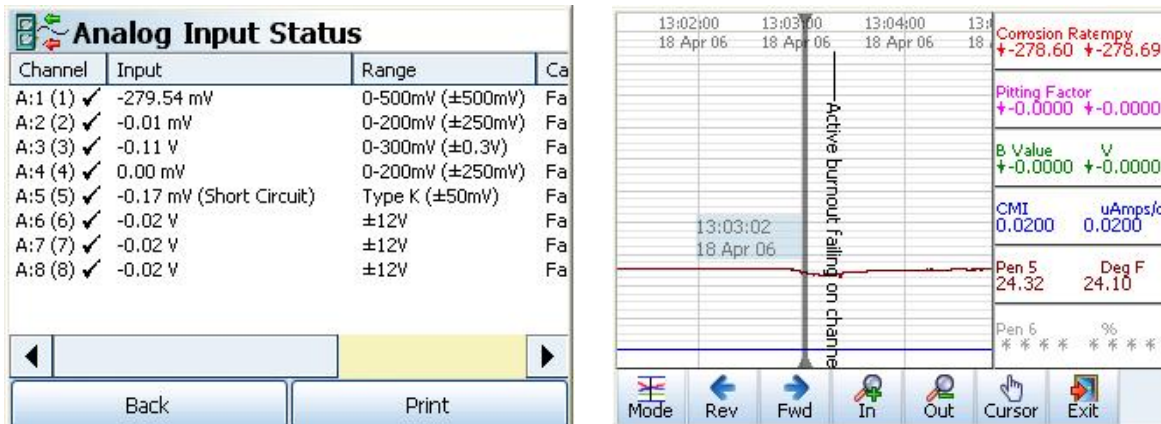 Analog Input Status
Channel Input Range Ca
A:1 (1) ✓ -279.54 mV 0-500mV (±500mV) Fa
A:2 (2) ✓ -0.01 mV 0-200mV (±250mV) Fa
A:3 (3) ✓ -0.11 V 0-300mV (±0.3V) Fa
A:4 (4) ✓ 0.00 mV 0-200mV (±250mV) Fa
A:5 (5) ✓ -0.17 mV (Short Circuit) Type K (±50mV) Fa
A:6 (6) ✓ -0.02 V ±12V Fa
A:7 (7) ✓ -0.02 V ±12V Fa
A:8 (8) ✓ -0.02 V ±12V Fa
Back Print
13:02:00 13:03:00 13:04:00 13:
18 Apr 06 18 Apr 06 18 Apr 06 18
Active burnout failing on channe
13:03:02
18 Apr 06
Corrosion Ratempy
-278.60 -278.69
Pitting Factor
-0.0000 -0.0000
B Value V
-0.0000 -0.0000
CMI uAmps/c
0.0200 0.0200
Pen 5 Deg F
24.32 24.10
Pen 6 %
**** ****
Mode Rev Fwd In Out Cursor Exit